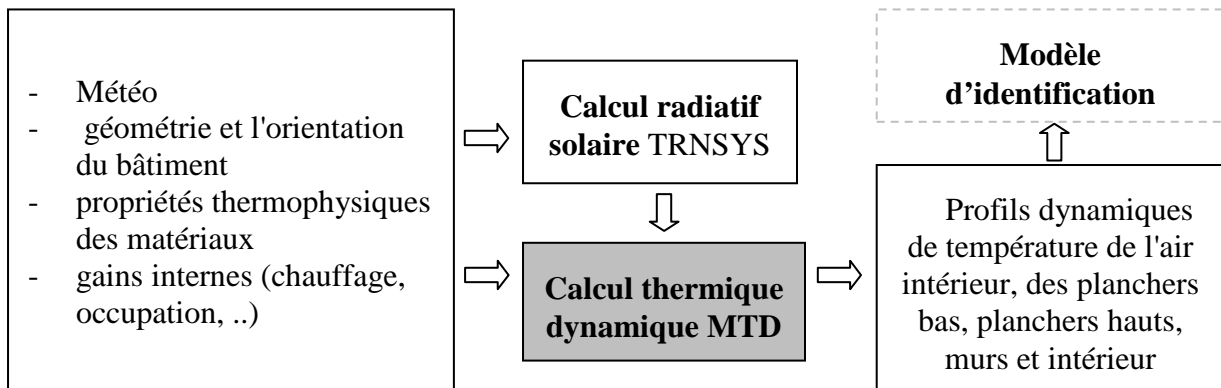 - Météo
- géométrie et l'orientation
du bâtiment
- propriétés thermophysiques
des matériaux
- gains internes (chauffage,
occupation, ..)
Calcul radiatif
solaire TRNSYS
Calcul thermique
dynamique MTD
Modèle
d'identification
Profils dynamiques
de température de l'air
intérieur, des planchers
bas, planchers hauts,
murs et intérieur